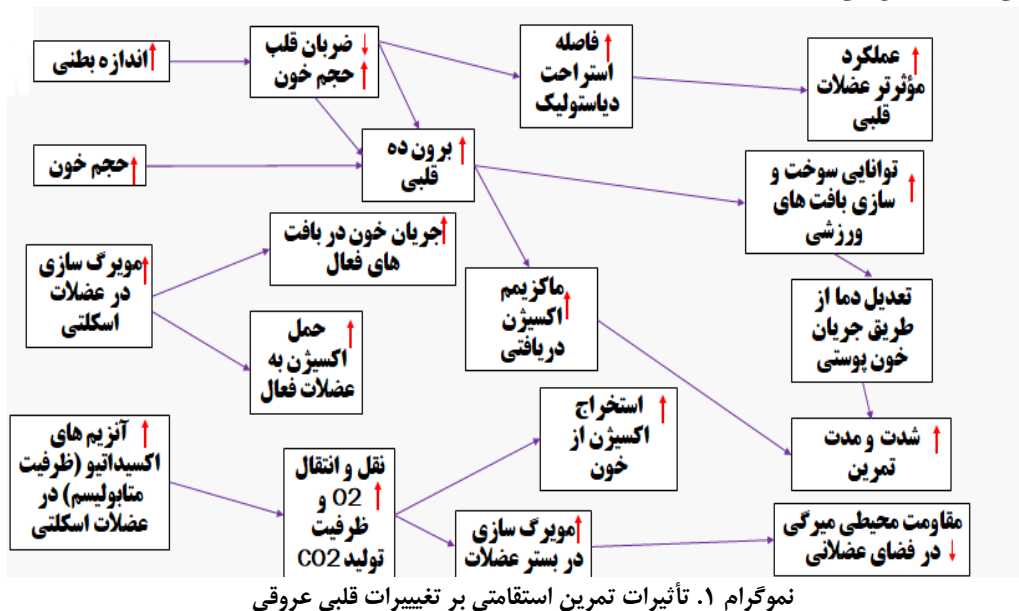 اندازه بطنی
ضربان قلب
حجم خون
فاصله
استراحت
دیاستولیک
عملکرد
مؤثرتر عضلات
قلبی
حجم خون
برون ده
قلبی
توانایی سوخت و
سازی بافت های
ورزشی
جریان خون در بافت
های فعال
مویرگ سازی
در عضلات
اسکلتی
ماکزیمم
اکسیژن
دریافتی
تعدیل دما از
طریق جریان
خون پوستی
حمل
اکسیژن به
عضلات فعال
استخراج
اکسیژن از
خون
شدت و مدت
تمرین
آنزیم های
اکسیداتیو (ظرفیت
متابولیسم) در
عضلات اسکلتی
نقل و انتقال
O2 و
ظرفیت
تولید CO2
مویرگ سازی
در بستر عضلات
مقاومت محیطی میرگی
در فضای عضلانی
نموگرام ۱. تأثیرات تمرین استقامتی بر تغیییرات قلبی عروقی